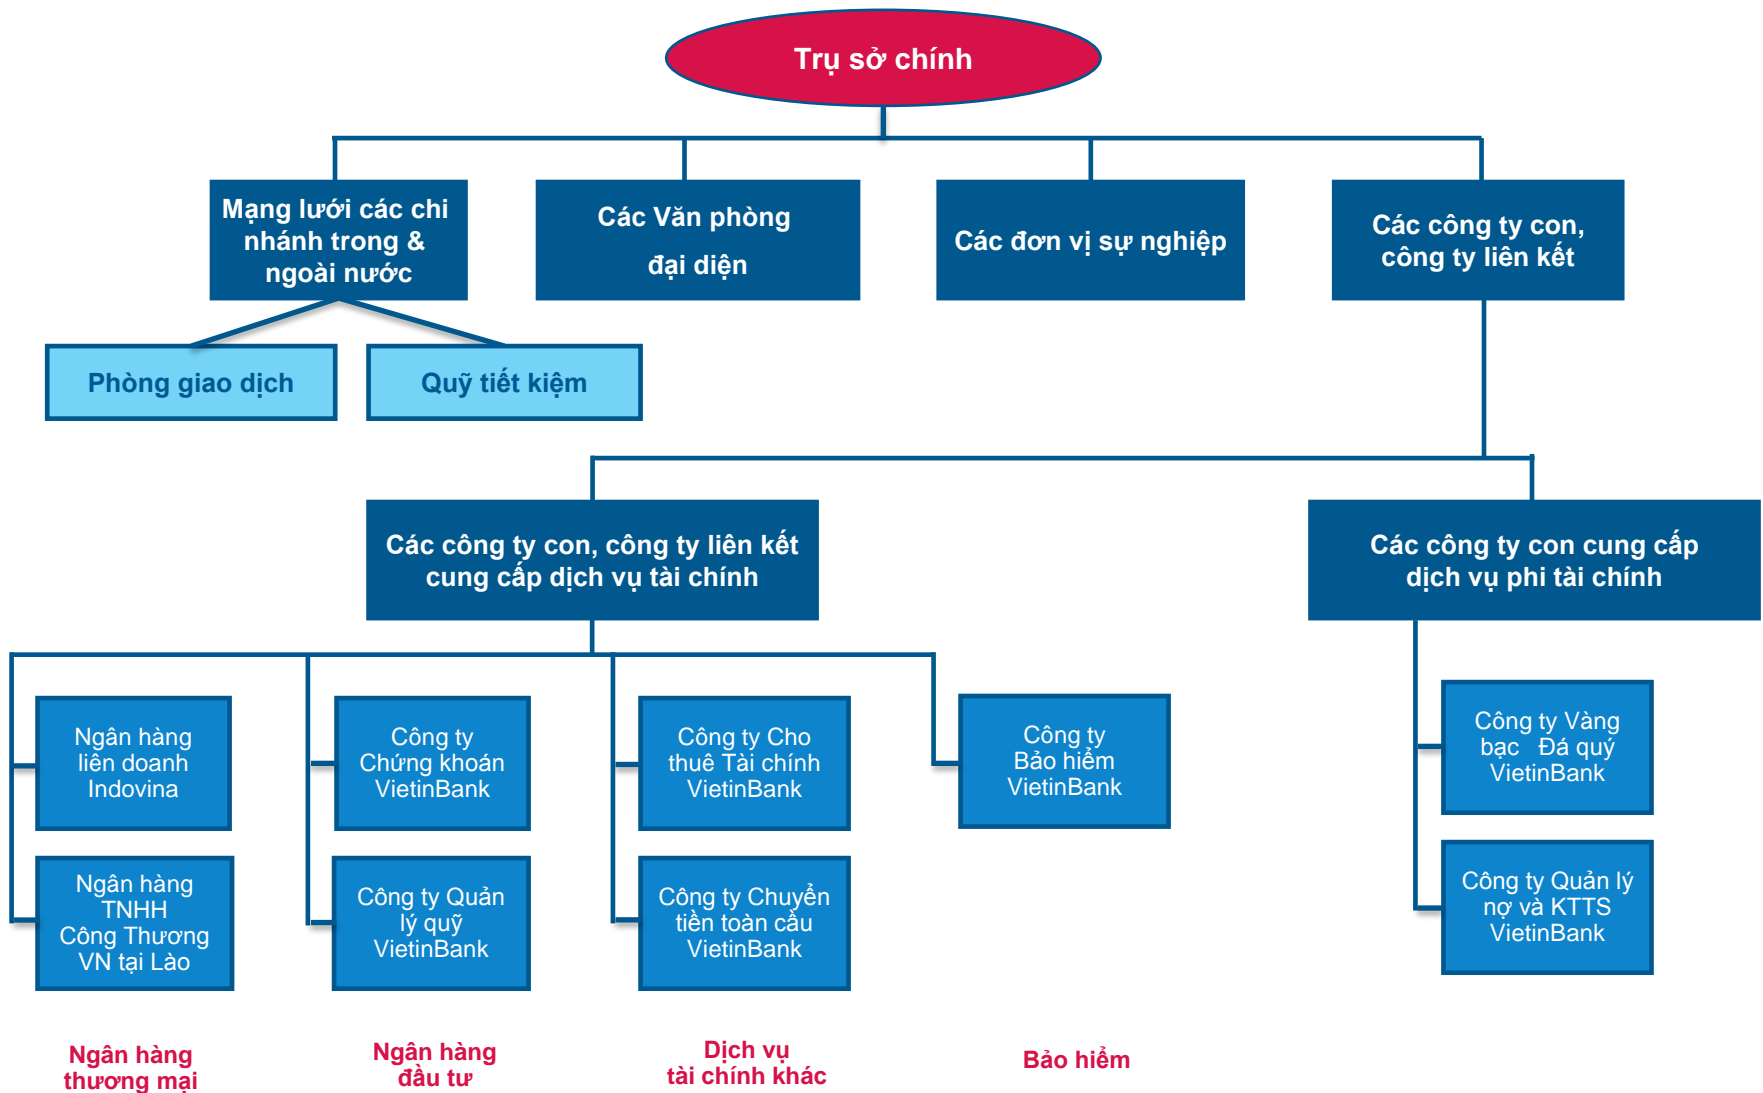 Trụ sở chính
Mạng lưới các chi
nhánh trong &
ngoài nước
Các Văn phòng
đại diện
Các đơn vị sự nghiệp
Các công ty con,
công ty liên kết
Phòng giao dịch
Quỹ tiết kiệm
Các công ty con, công ty liên kết
cung cấp dịch vụ tài chính
Các công ty con cung cấp
dịch vụ phi tài chính
Ngân hàng
liên doanh
Indovina
Công ty
Chứng khoán
VietinBank
Công ty Cho
thuê Tài chính
VietinBank
Công ty
Bảo hiểm
VietinBank
Công ty Vàng
bạc Đá quý
VietinBank
Ngân hàng
TNHH
Công Thương
VN tại Lào
Công ty Quản
lý quỹ
VietinBank
Công ty Chuyển
tiền toàn cầu
VietinBank
Công ty Quản lý
nợ và KTTS
VietinBank
Ngân hàng
thương mại
Ngân hàng
đầu tư
Dịch vụ
tài chính khác
Bảo hiểm